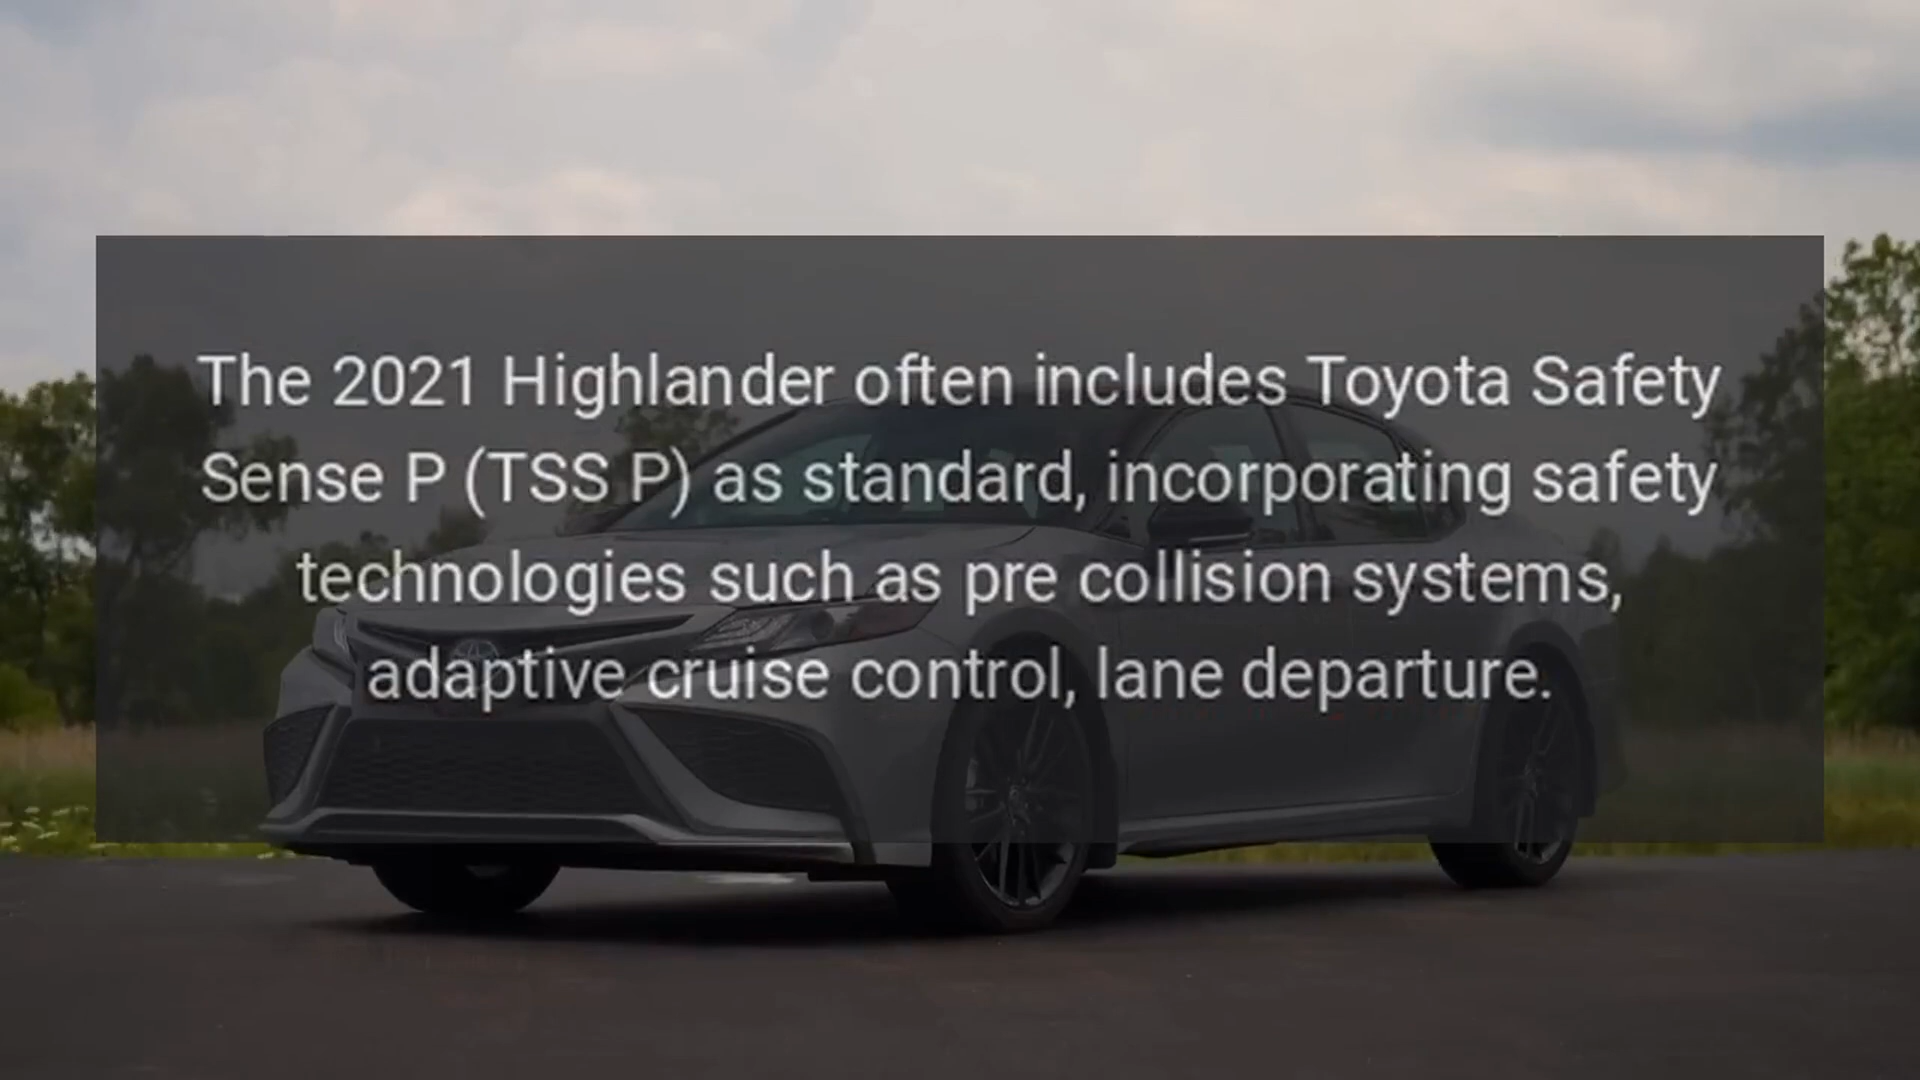 The 2021 Highlander often includes Toyota Safety
Sense P (TSS P) as standard, incorporating safety
technologies such as pre collision systems,
adaptive cruise control, lane departure.